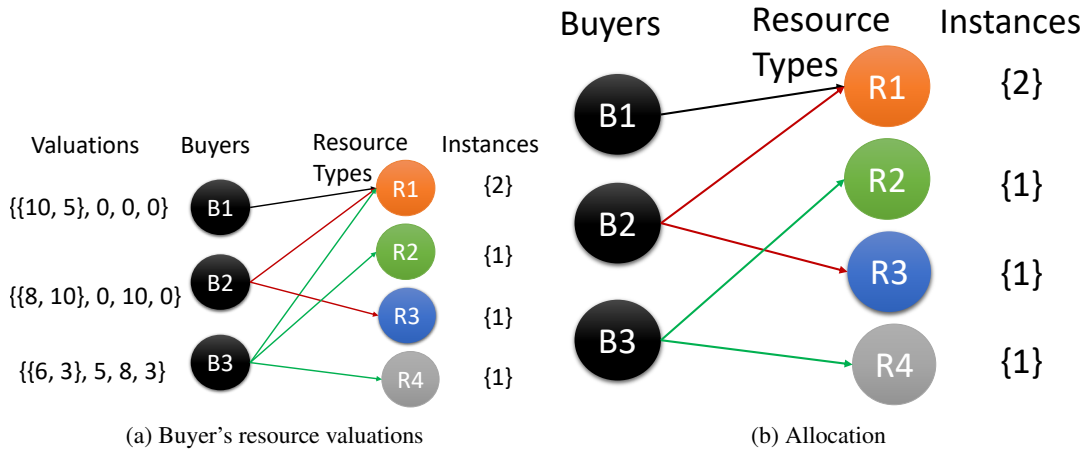 Valuations Buyers Resource Types Instances
{{10, 5}, 0, 0, 0} B1 R1 {2}
R2 {1}
{{8, 10}, 0, 10, 0} B2
R3 {1}
{{6, 3}, 5, 8, 3} B3 R4 {1}
(a) Buyer's resource valuations
Buyers Resource Types Instances
B1 R1 {2}
R2 {1}
B2
R3 {1}
B3 R4 {1}
(b) Allocation